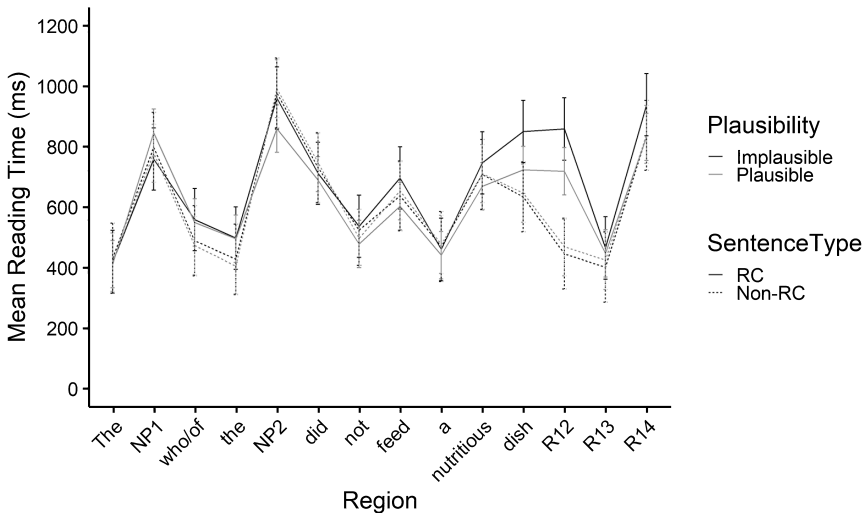 Mean Reading Time (ms)
1200
1000
800
600
400
200
0
The
NP1
who/of
the
NP2
did
not
feed
a
nutritious
dish
R12
R13
R14
Region
Plausibility
Implausible
Plausible
SentenceType
RC
Non-RC